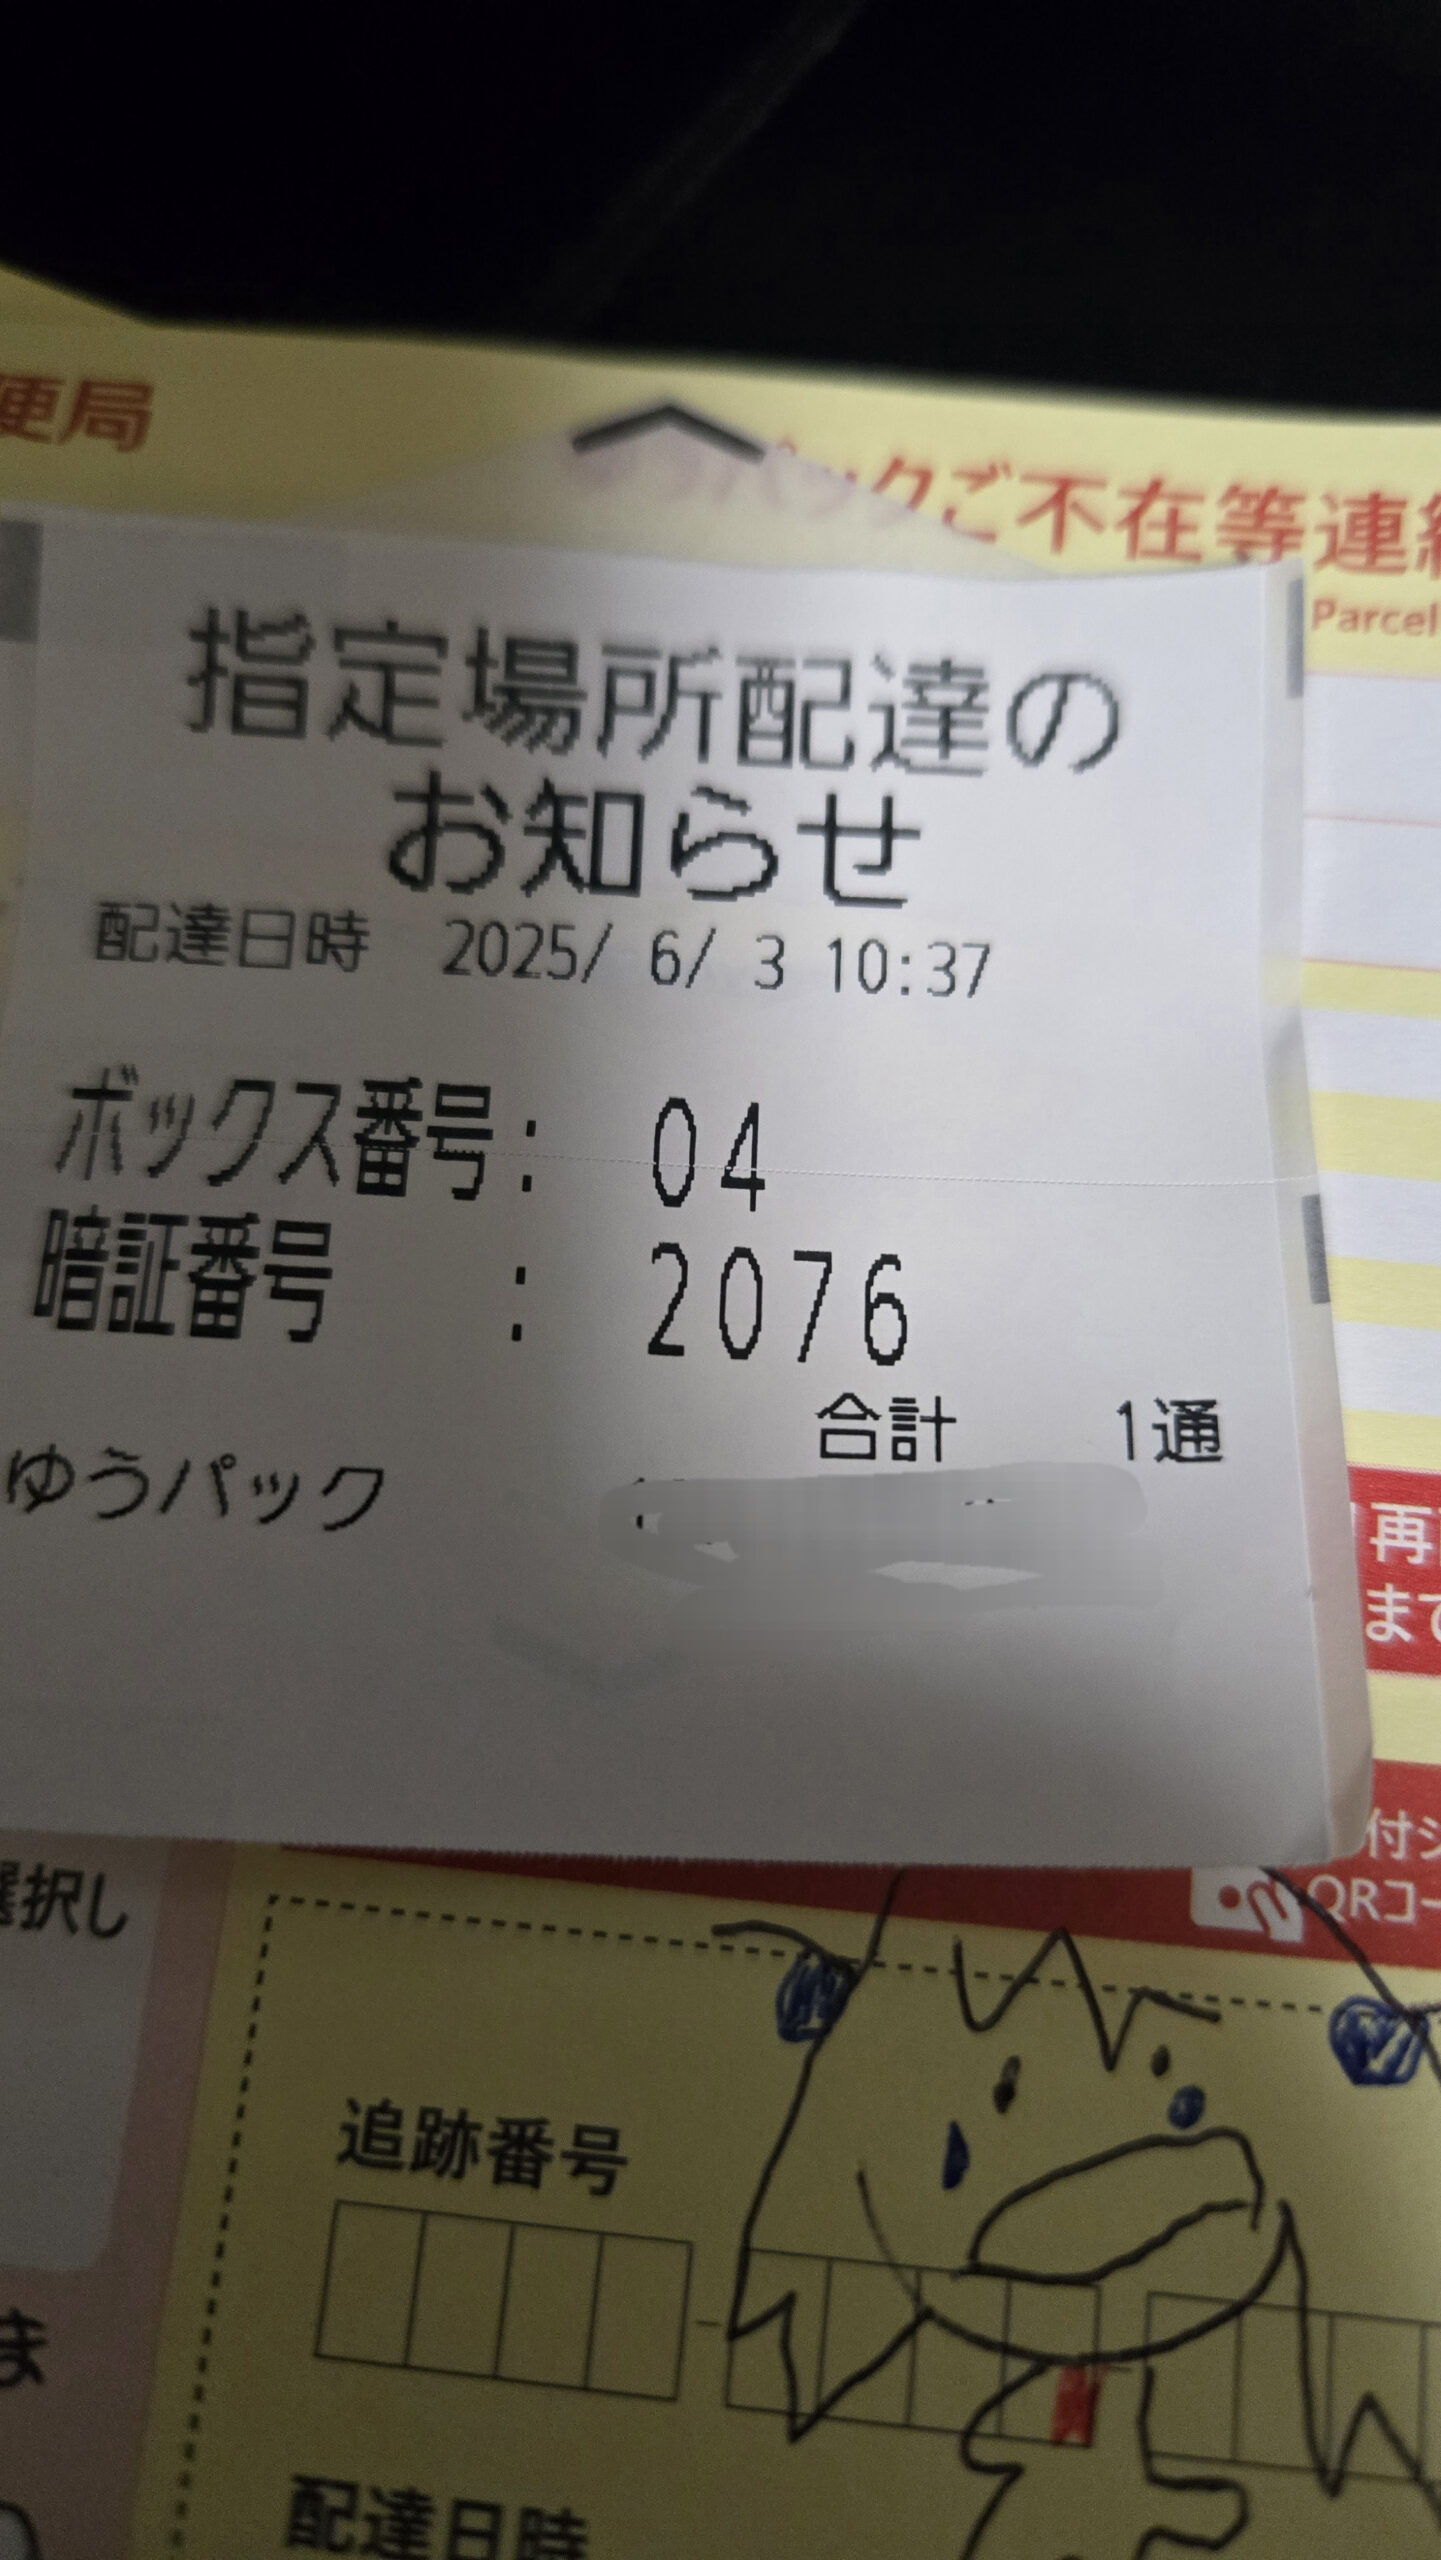 便局
パックご不在等連
Parcel
指定場所配達の
お知らせ
配達日時 2025/ 6/ 3 10:37
ボックス番号: 04
暗証番号 : 2076
合計 1通
ゆうパック
再
まで
付シ
QRコー
選択し
追跡番号
ま
配達日時